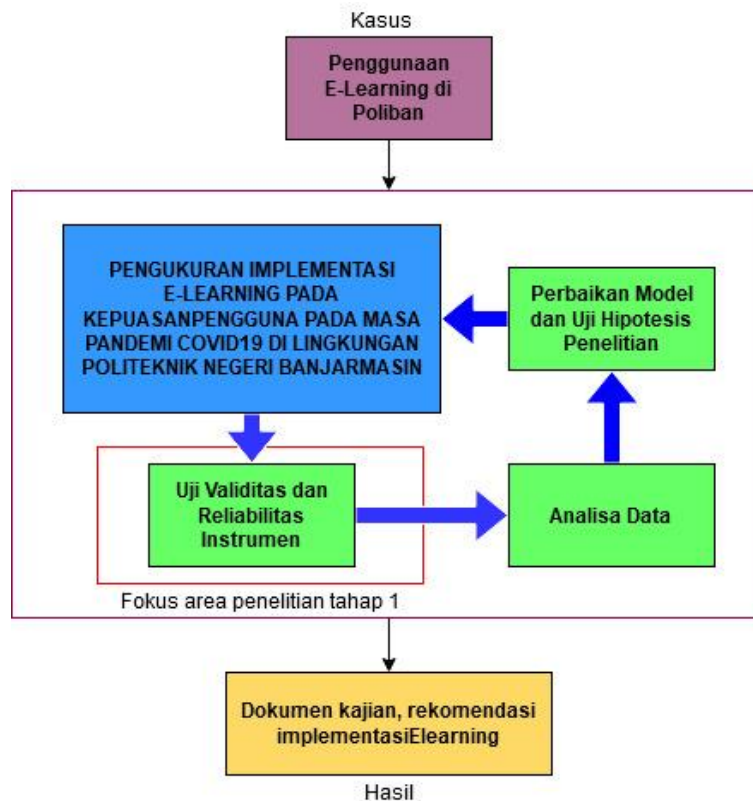 Kasus
Penggunaan
E-Learning di
Poliban
PENGUKURAN IMPLEMENTASI
E-LEARNING PADA
KEPUASANPENGGUNA PADA MASA
PANDEMI COVID19 DI LINGKUNGAN
POLITEKNIK NEGERI BANJARMASIN
Perbaikan Model
dan Uji Hipotesis
Penelitian
Uji Validitas dan
Reliabilitas
Instrumen
Analisa Data
Fokus area penelitian tahap 1
Dokumen kajian, rekomendasi
implementasiElearning
Hasil